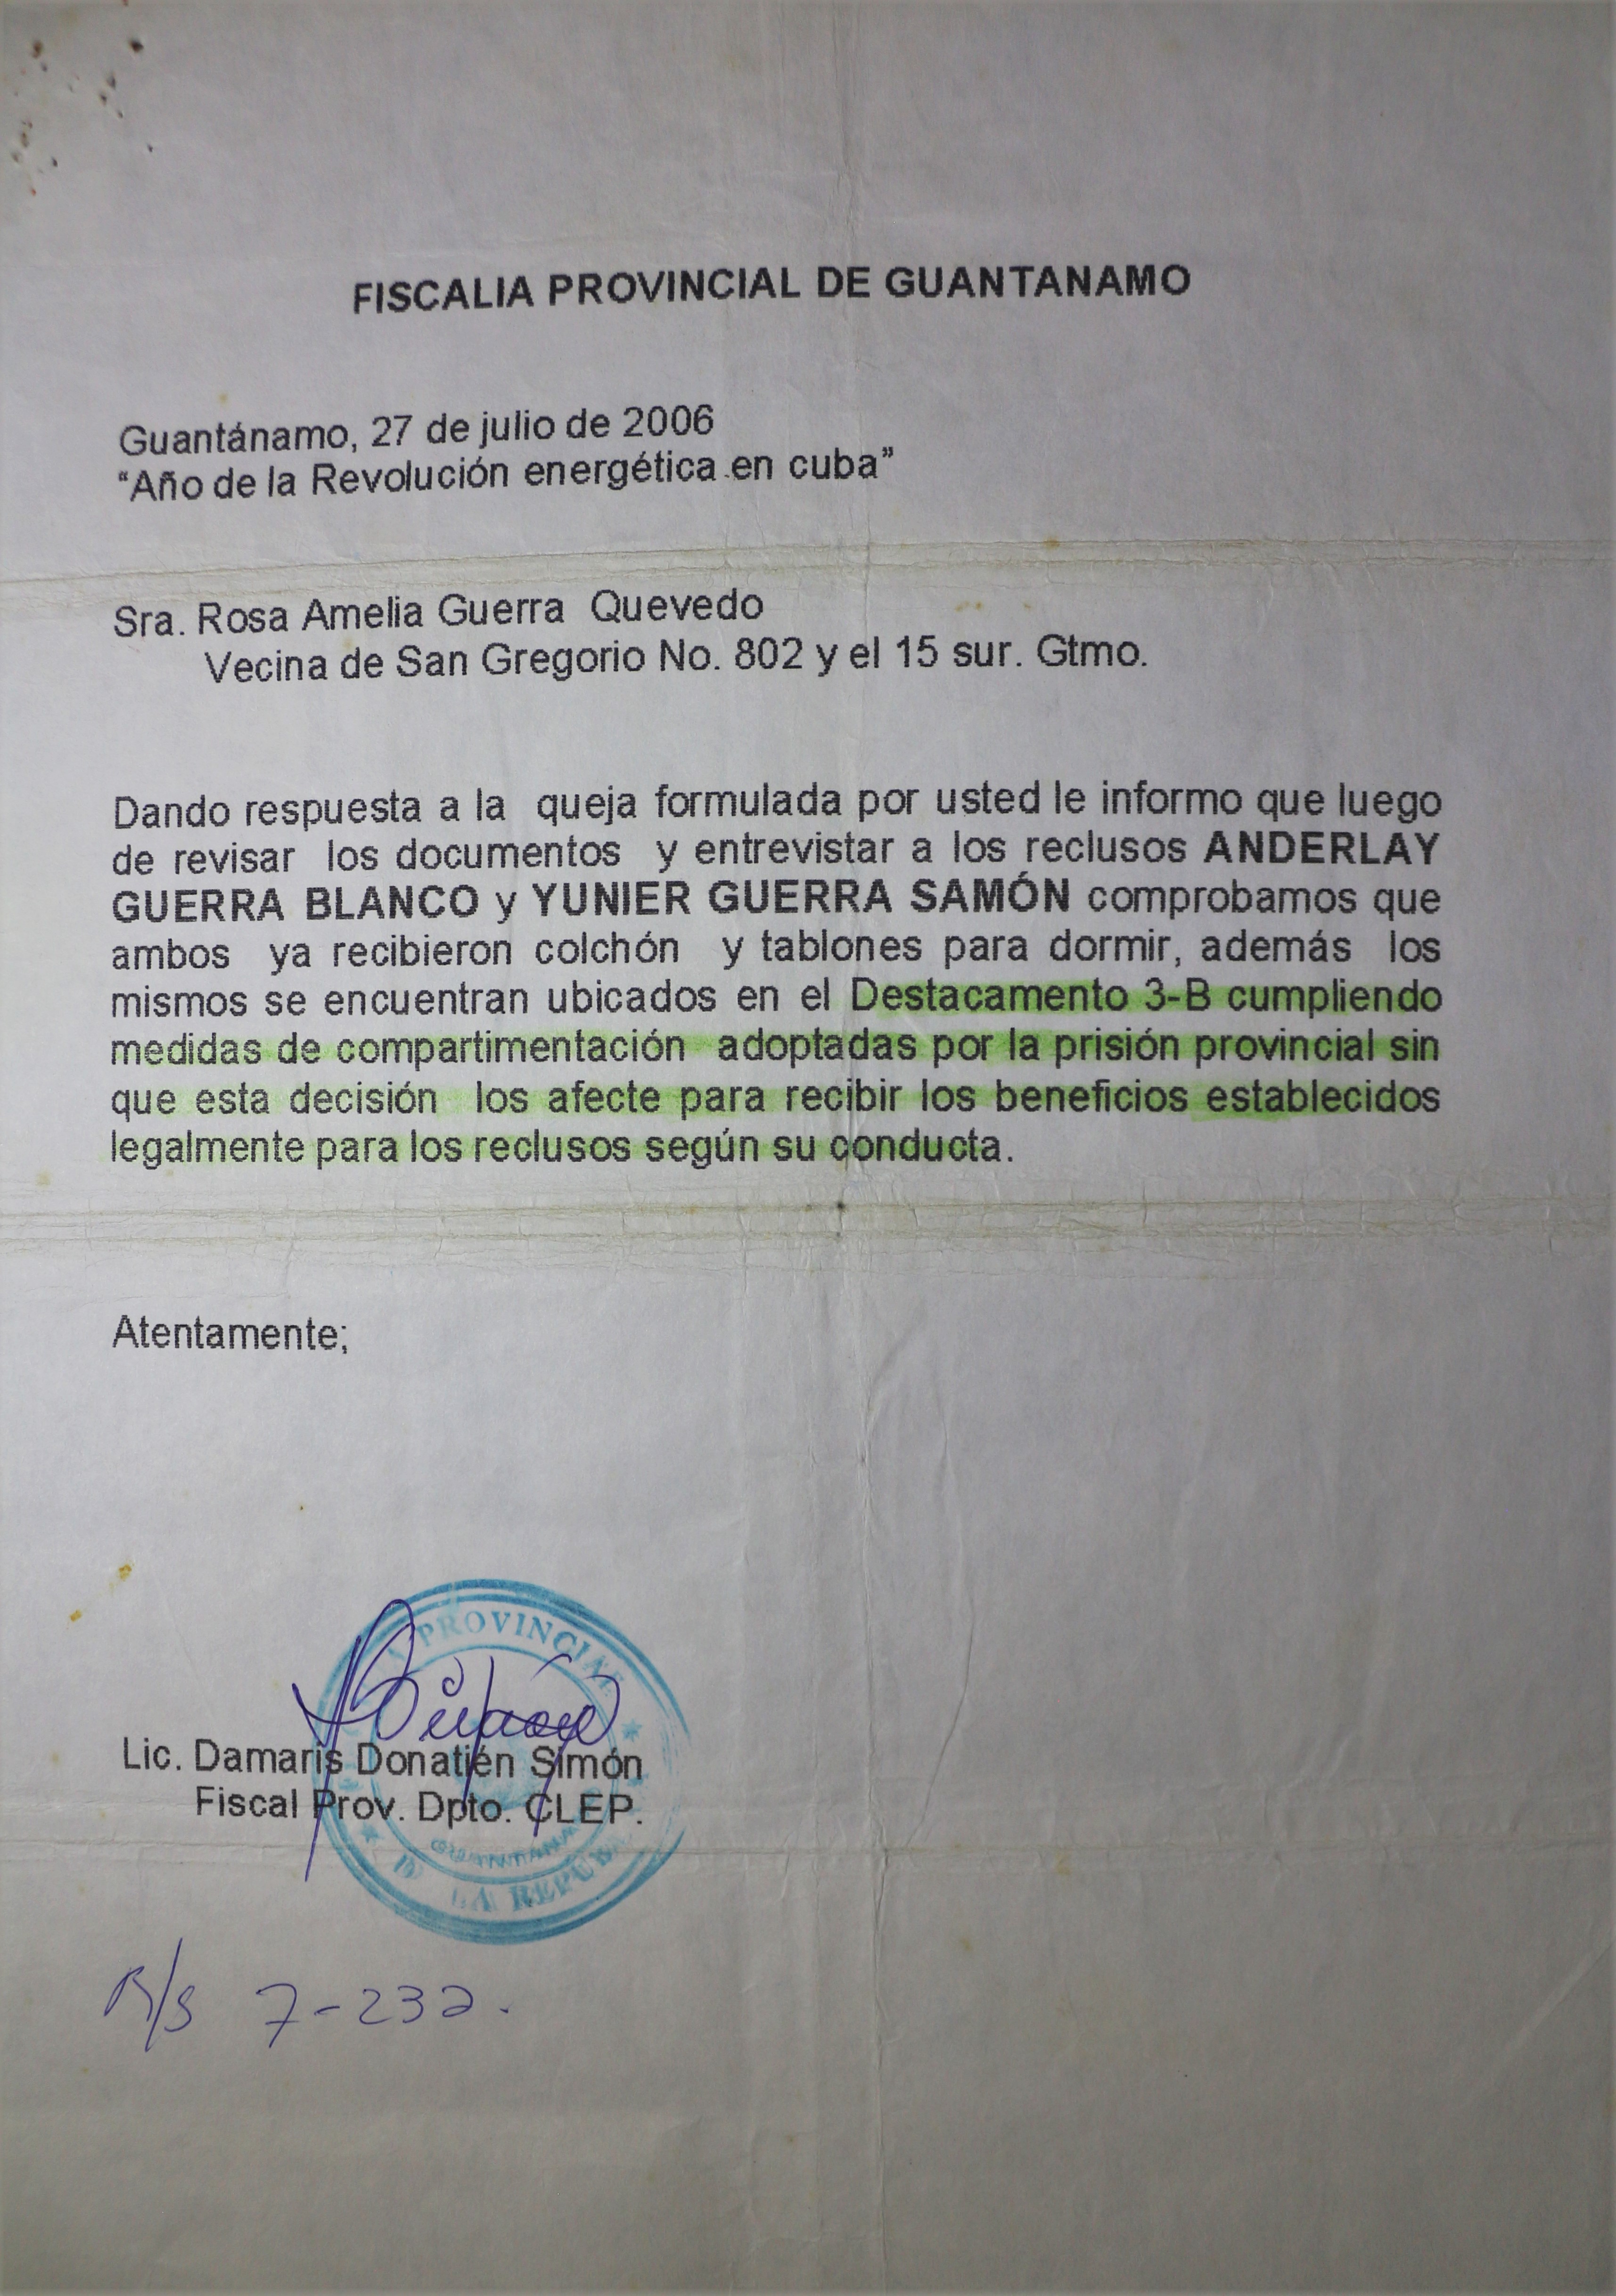 FISCALIA PROVINCIAL DE GUANTANAMO
Guantánamo, 27 de julio de 2006
“Año de la Revolución energética en cuba”
Sra. Rosa Amelia Guerra Quevedo
Vecina de San Gregorio No. 802 y el 15 sur. Gtmo.
Dando respuesta a la queja formulada por usted le informo que luego
de revisar los documentos y entrevistar a los reclusos ANDERLAY
GUERRA BLANCO y YUNIER GUERRA SAMÓN comprobamos que
ambos ya recibieron colchón y tablones para dormir, además los
mismos se encuentran ubicados en el Destacamento 3-B cumpliendo
medidas de compartimentación adoptadas por la prisión provincial sin
que esta decisión los afecte para recibir los beneficios establecidos
legalmente para los reclusos según su conducta.
Atentamente;
PROVINCIAL
Lic. Damaris Donatién Simón
Fiscal Prov. Dpto. CLEP.
LA
R/S 7-232.